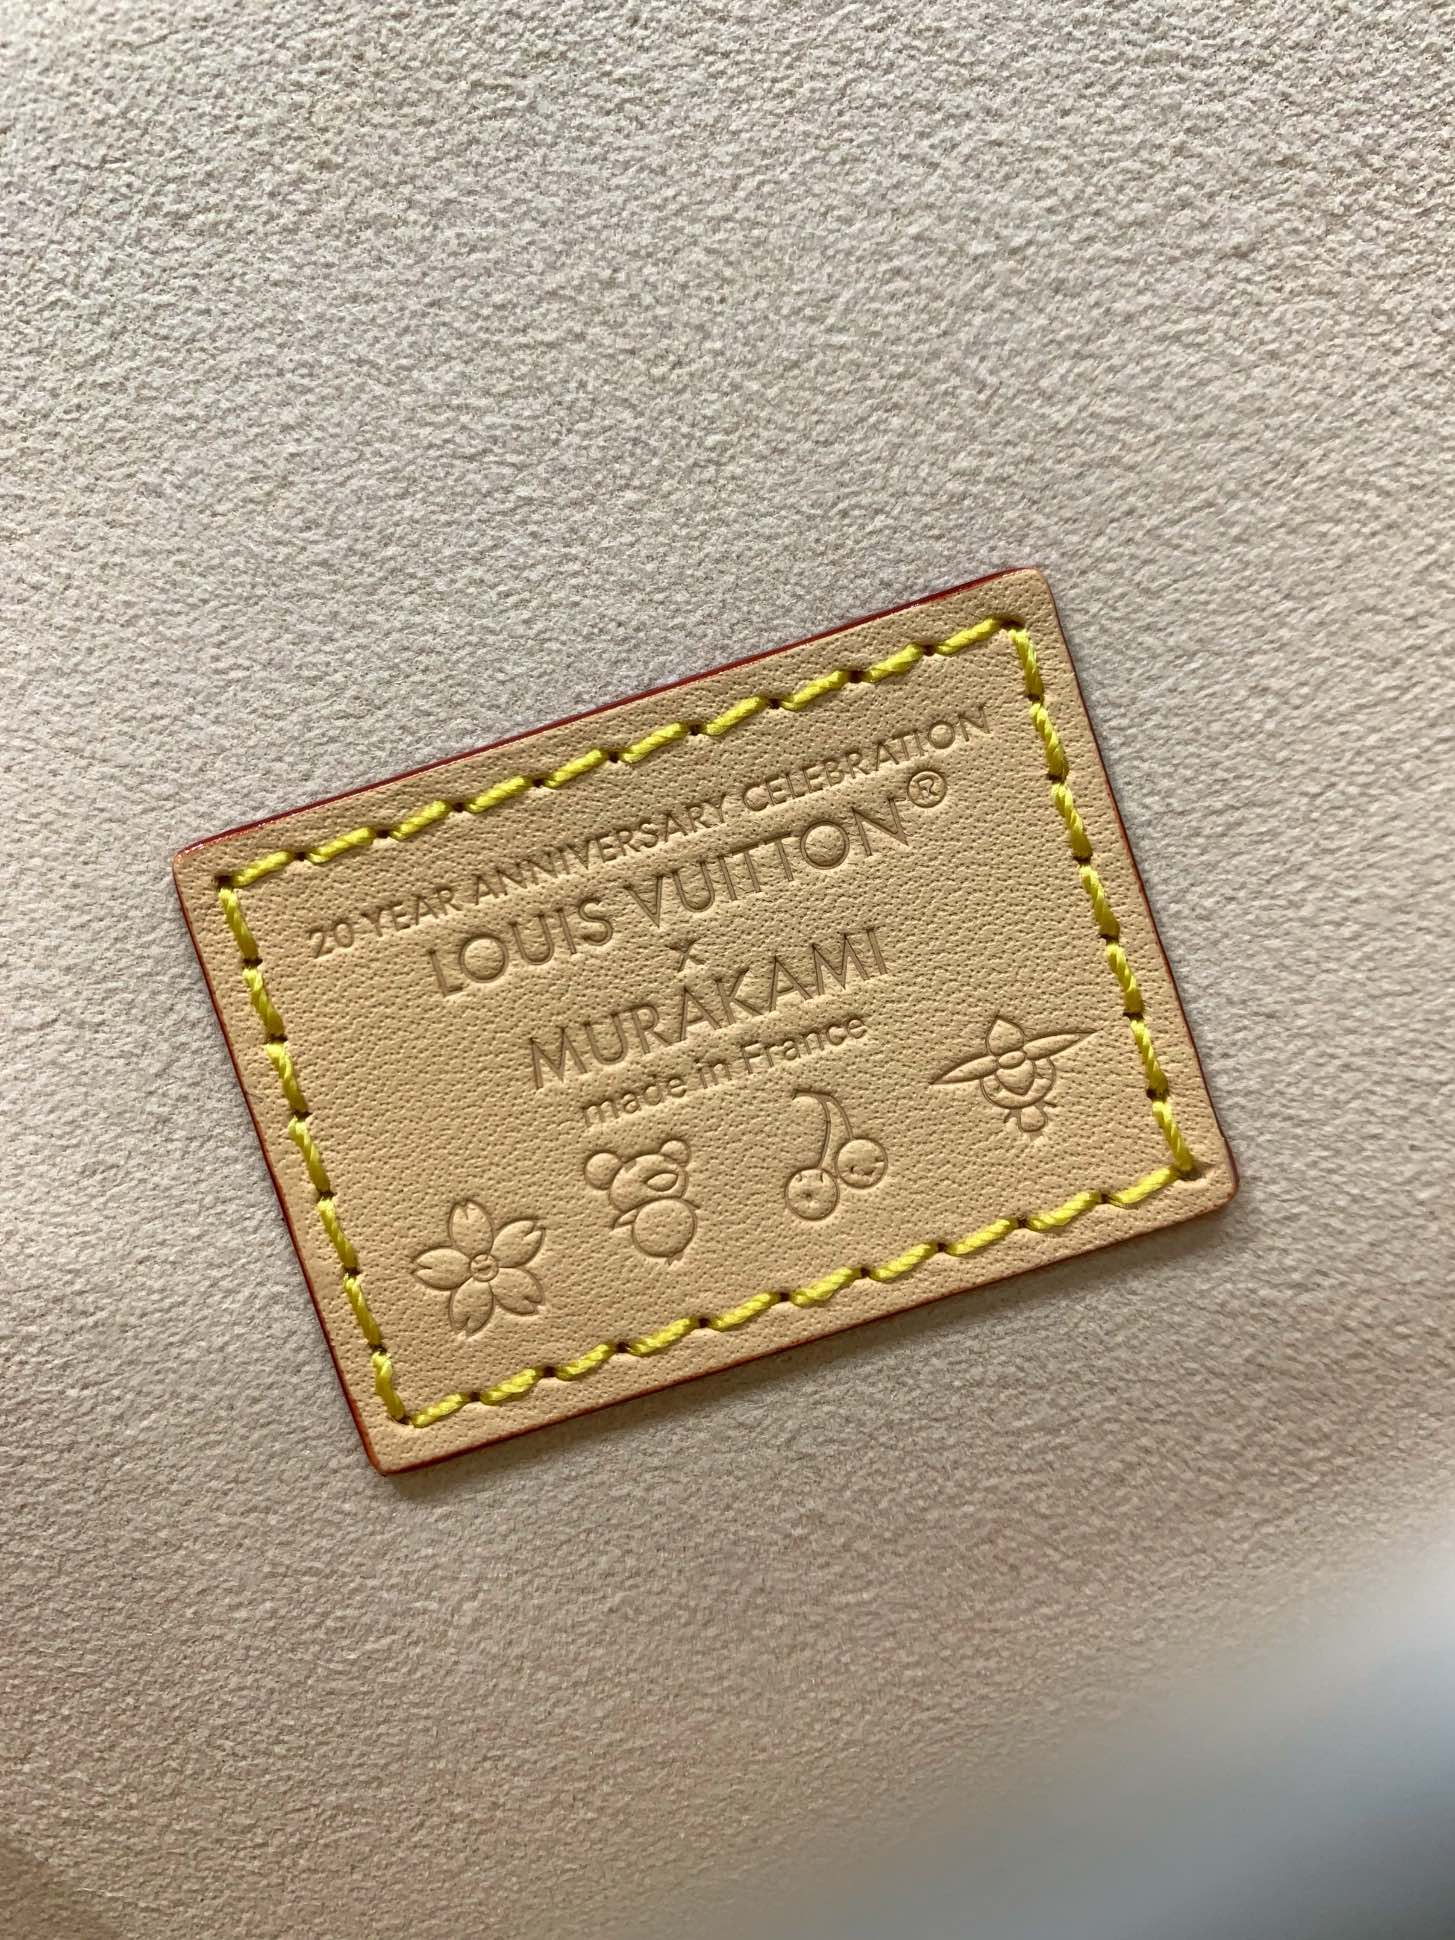 20 YEAR ANNIVERSARY CELEBRATION
LOUIS VUITTON®
x
MURAKAMI
made in France